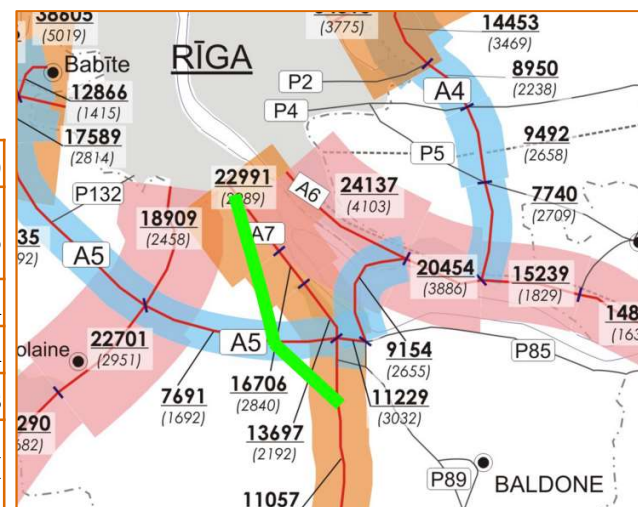 38605
(5019)
14453
(3469)
(3775)
RĪGA
Babīte
P2
8950
(2238)
12866
(1415)
A4
P4
17589
(2814)
P5
9492
(2658)
22991
A6
24137
(4103)
P132
7740
(2709)
18909
(2458)
A7
A5
20454
(3886)
15239
(1829)
22701
(2951)
A5
9154
(2655)
P85
7691
(1692)
16706
(2840)
11229
(3032)
13697
(2192)
P89
BALDONE
11057